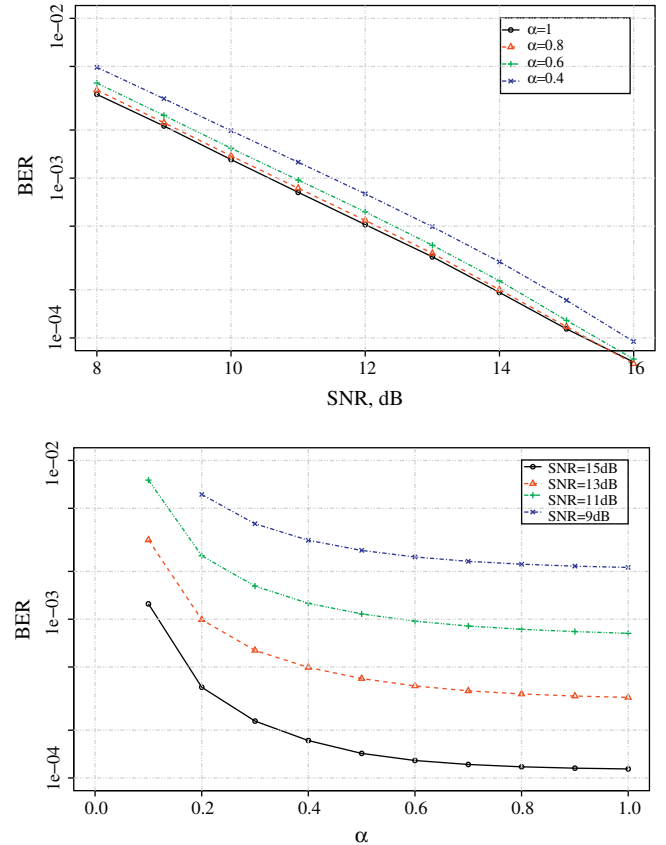 1e−02
1e−03
1e−04
BER
α=1
α=0.8
α=0.6
α=0.4
8
10
12
14
16
SNR, dB
1e−02
1e−03
1e−04
BER
SNR=15dB
SNR=13dB
SNR=11dB
SNR=9dB
0.0
0.2
0.4
0.6
0.8
1.0
α